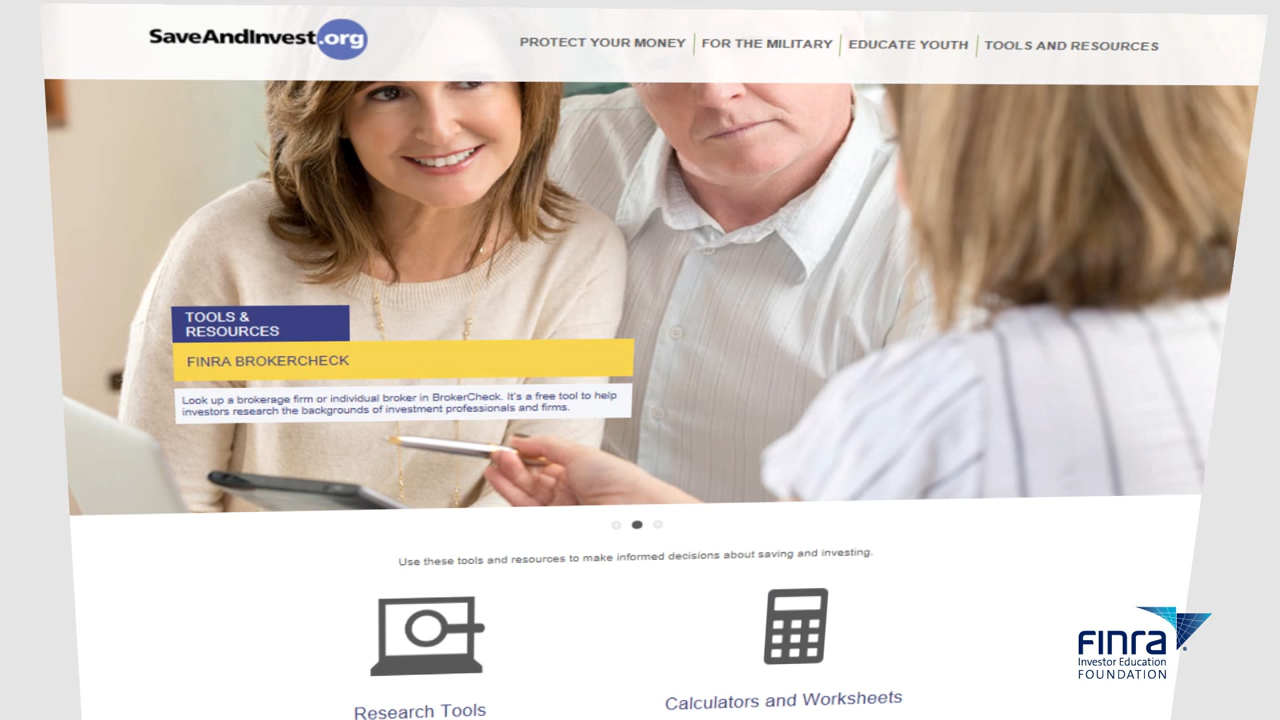 SaveAndInvest.org
PROTECT YOUR MONEY
FOR THE MILITARY
EDUCATE YOUTH
TOOLS AND RESOURCES
TOOLS &
RESOURCES
FINRA BROKERCHECK
Look up a brokerage firm or individual broker in BrokerCheck. It's a free tool to help
investors research the backgrounds of investment professionals and firms.
Use these tools and resources to make informed decisions about saving and investing.
Research Tools
Calculators and Worksheets
finra
Investor Education
FOUNDATION